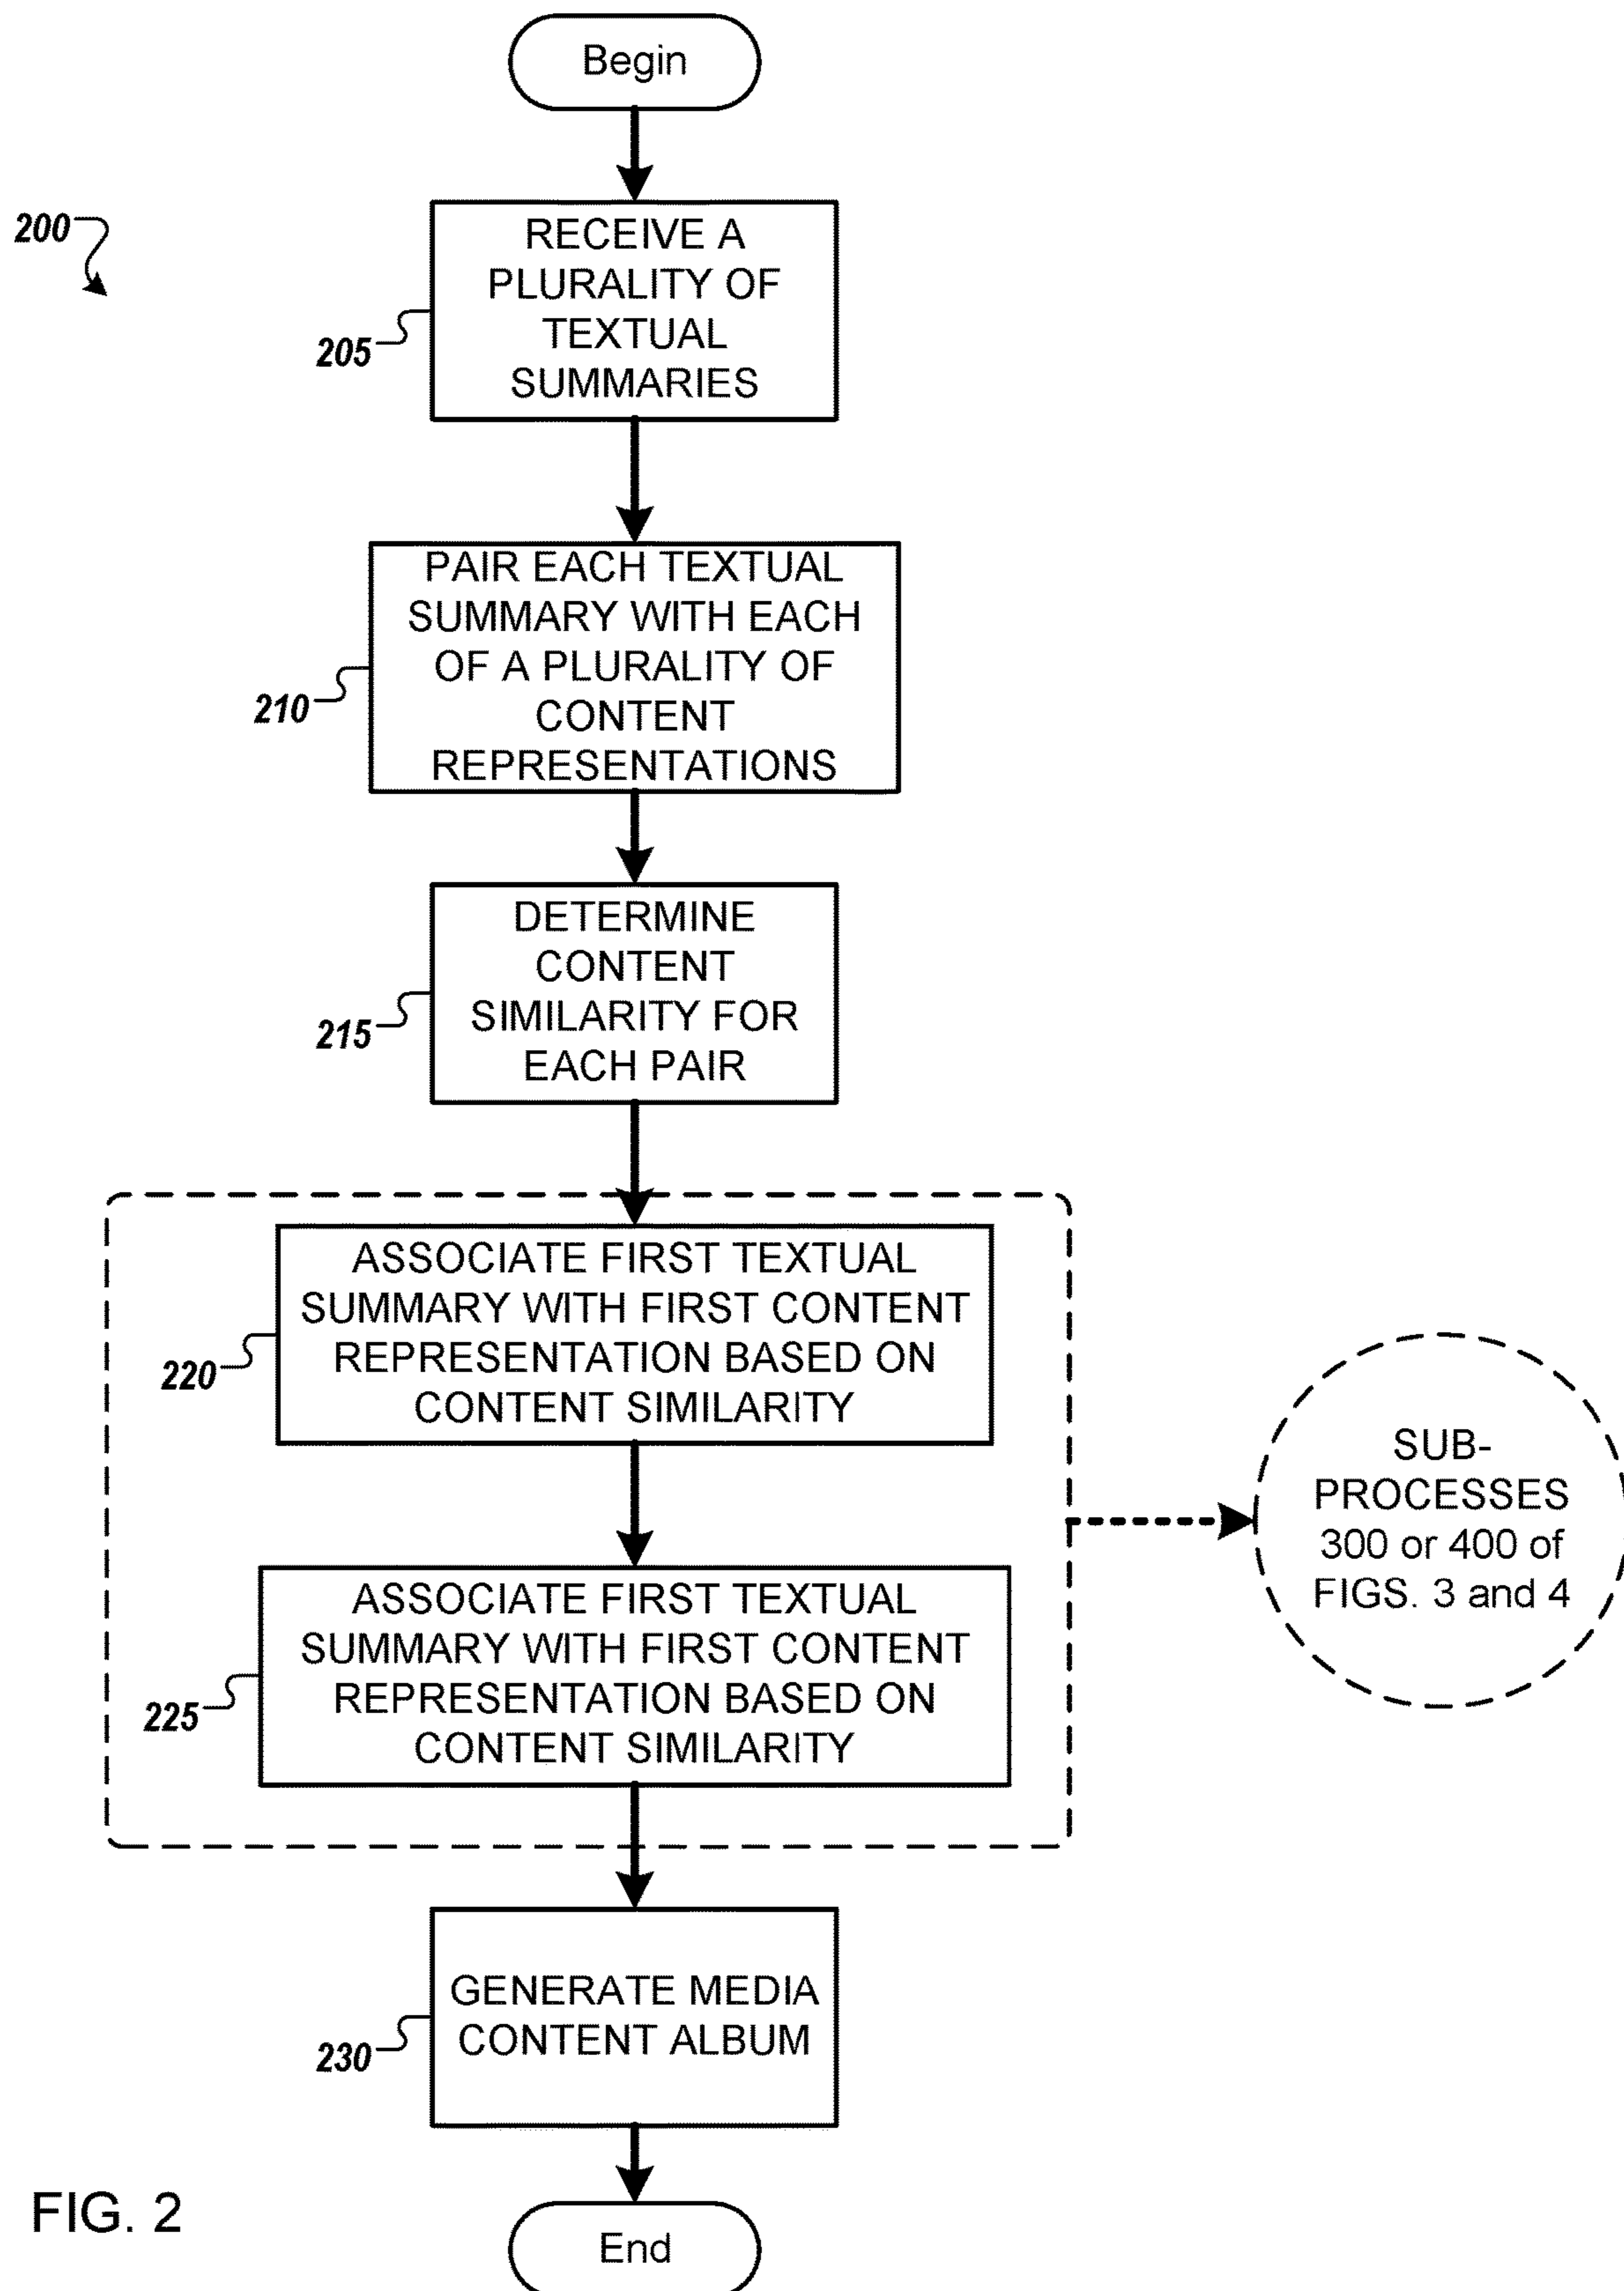 Begin
200
RECEIVE A
PLURALITY OF
TEXTUAL
SUMMARIES
205
PAIR EACH TEXTUAL
SUMMARY WITH EACH
OF A PLURALITY OF
CONTENT
REPRESENTATIONS
210
DETERMINE
CONTENT
SIMILARITY FOR
EACH PAIR
215
ASSOCIATE FIRST TEXTUAL
SUMMARY WITH FIRST CONTENT
REPRESENTATION BASED ON
CONTENT SIMILARITY
220
SUB-
PROCESSES
300 or 400 of
FIGS. 3 and 4
ASSOCIATE FIRST TEXTUAL
SUMMARY WITH FIRST CONTENT
REPRESENTATION BASED ON
CONTENT SIMILARITY
225
GENERATE MEDIA
CONTENT ALBUM
230
End
FIG. 2